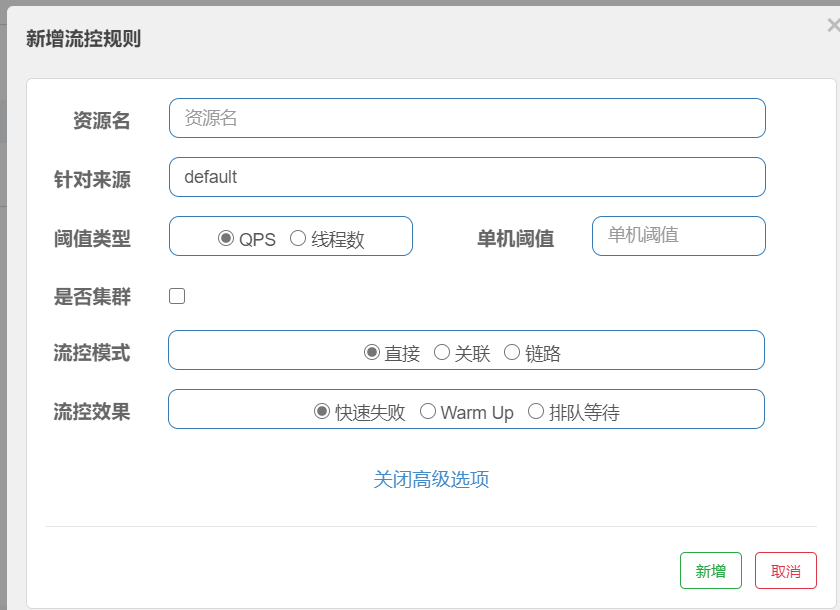 新增流控规则
资源名 资源名
针对来源 default
阈值类型 QPS 线程数 单机阈值 单机阈值
是否集群
流控模式 直接 关联 链路
流控效果 快速失败 Warm Up 排队等待
关闭高级选项
新增 取消